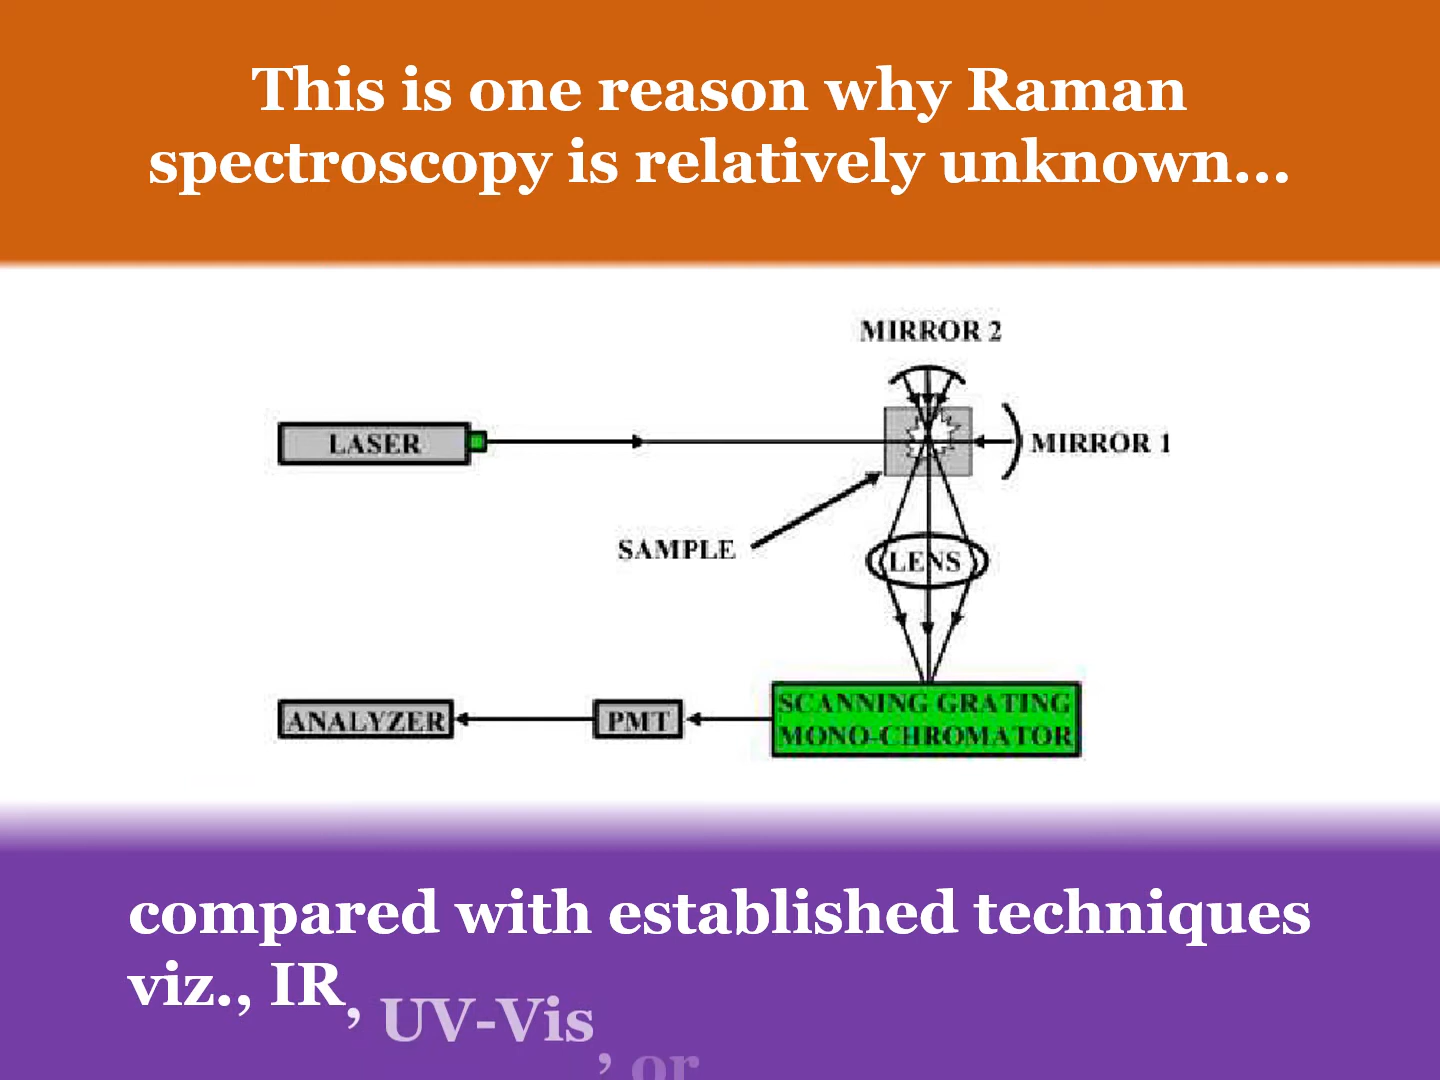 This is one reason why Raman
spectroscopy is relatively unknown...
MIRROR 2
LASER
MIRROR 1
SAMPLE
LENS
SCANNING GRATING
MONO-CHROMATOR
PMT
ANALYZER
compared with established techniques
viz., IR, UV-Vis, or